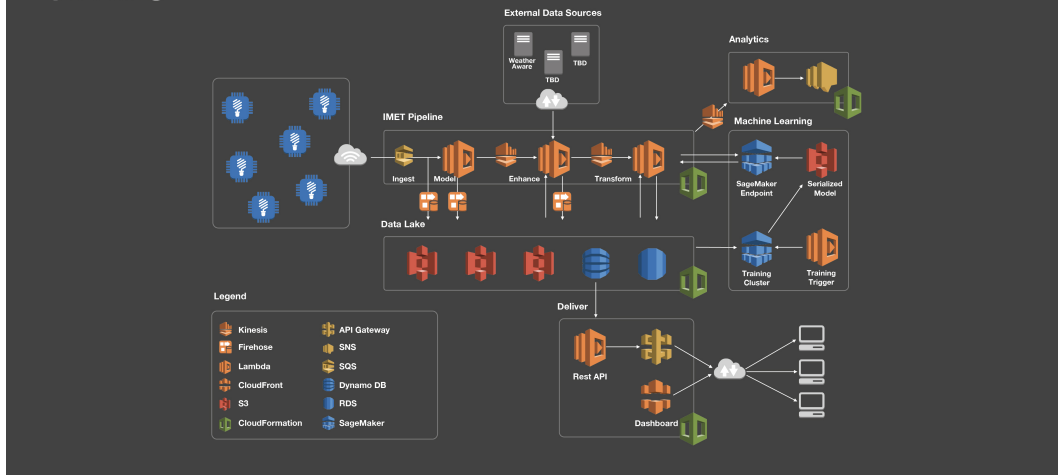 External Data Sources
Weather
Aware
TBD
TBD
Analytics
IMET Pipeline
Ingest
Model
Enhance
Transform
Machine Learning
SageMaker
Endpoint
Serialized
Model
Data Lake
Training
Cluster
Training
Trigger
Legend
Kinesis
API Gateway
Firehose
SNS
Lambda
SQS
CloudFront
Dynamo DB
S3
RDS
CloudFormation
SageMaker
Deliver
Rest API
Dashboard